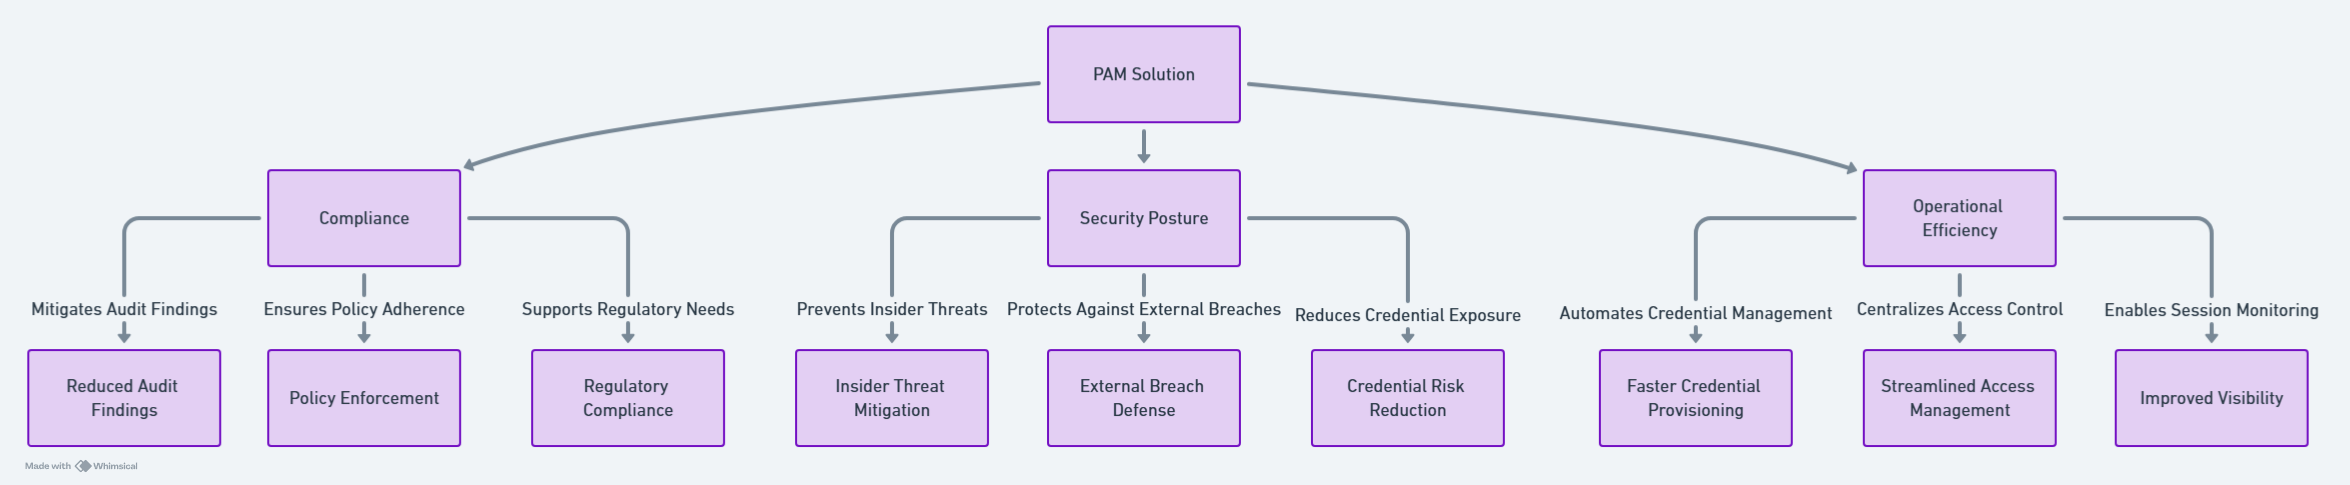 PAM Solution
Compliance
Security Posture
Operational
Efficiency
Mitigates Audit Findings
Ensures Policy Adherence
Supports Regulatory Needs
Prevents Insider Threats
Protects Against External Breaches
Reduces Credential Exposure
Automates Credential Management
Centralizes Access Control
Enables Session Monitoring
Reduced Audit
Findings
Policy Enforcement
Regulatory
Compliance
Insider Threat
Mitigation
External Breach
Defense
Credential Risk
Reduction
Faster Credential
Provisioning
Streamlined Access
Management
Improved Visibility
Made with Whimsical